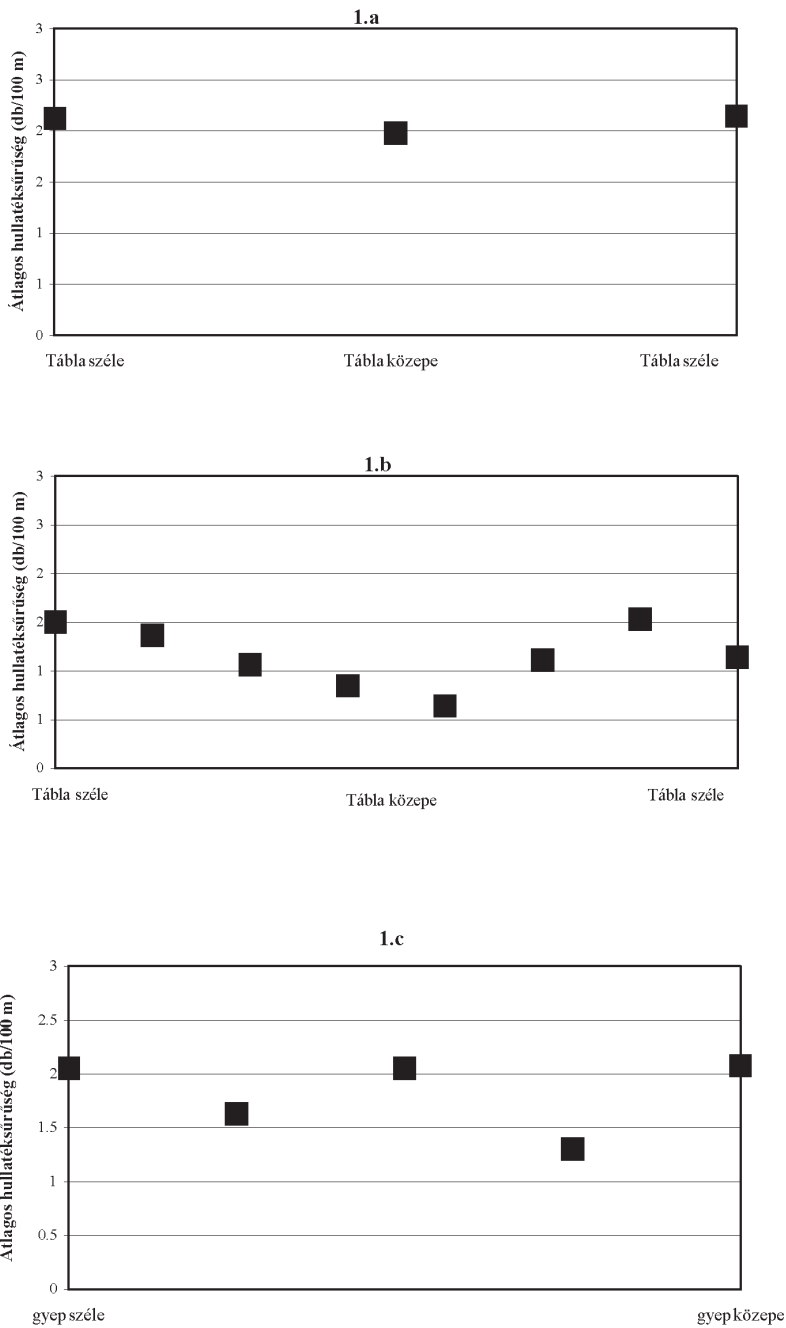 1.a
Átlagos hullatéksűrűség (db/100 m)
3
3
2
2
1
1
0
Tábla széle Tábla közepe Tábla széle
1.b
Átlagos hullatéksűrűség (db/100 m)
3
3
2
2
1
1
0
Tábla széle Tábla közepe Tábla széle
1.c
Átlagos hullatéksűrűség (db/100 m)
3
2.5
2
1.5
1
0.5
0
gyep széle gyep közepe